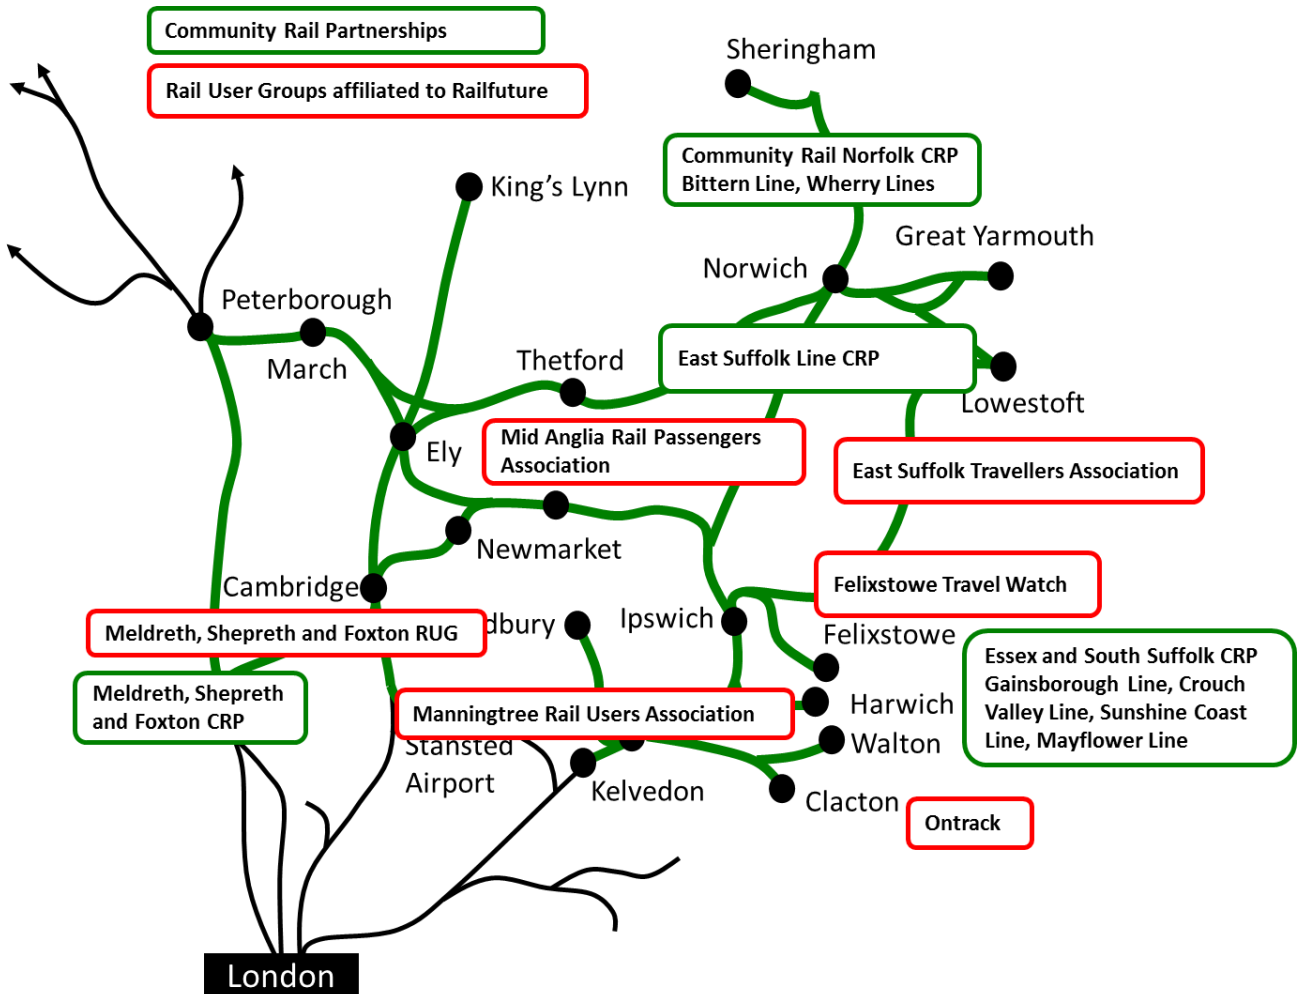 Community Rail Partnerships
Rail User Groups affiliated to Railfuture
Sheringham
Community Rail Norfolk CRP
Bittern Line, Wherry Lines
King's Lynn
Great Yarmouth
Norwich
Peterborough
March
Thetford
East Suffolk Line CRP
Lowestoft
Ely
Mid Anglia Rail Passengers
Association
East Suffolk Travellers Association
Newmarket
Cambridge
Felixstowe Travel Watch
Meldreth, Shepreth and Foxton RUG
dbury
Ipswich
Felixstowe
Essex and South Suffolk CRP
Gainsborough Line, Crouch
Valley Line, Sunshine Coast
Line, Mayflower Line
Meldreth, Shepreth
and Foxton CRP
Manningtree Rail Users Association
Harwich
Stansted
Airport
Walton
Kelvedon
Clacton
Ontrack
London